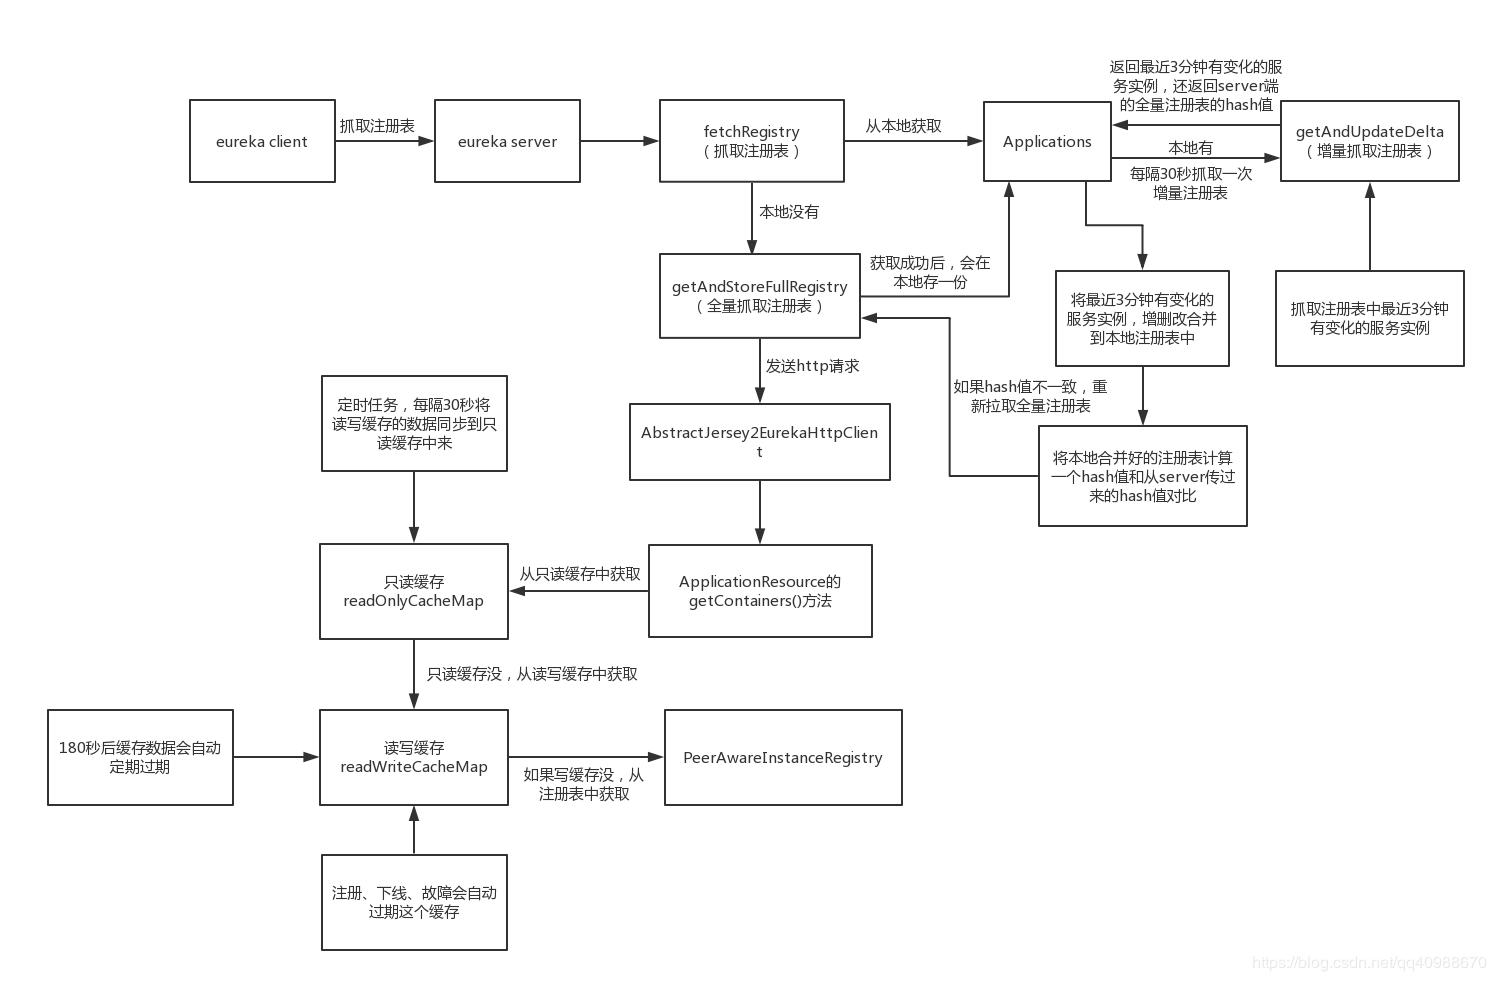 返回最近3分钟有变化的服
务实例，还返回server端
的全量注册表的hash值
eureka client
抓取注册表
eureka server
fetchRegistry
（抓取注册表）
从本地获取
Applications
本地有
每隔30秒抓取一次
增量注册表
getAndUpdateDelta
（增量抓取注册表）
本地没有
getAndStoreFullRegistry
（全量抓取注册表）
获取成功后，会在
本地存一份
将最近3分钟有变化的
服务实例，增删改合并
到本地注册表中
抓取注册表中最近3分钟
有变化的服务实例
发送http请求
如果hash值不一致，重
新拉取全量注册表
定时任务，每隔30秒将
读写缓存的数据同步到只
读缓存中来
AbstractJersey2EurekaHttpClien
t
将本地合并好的注册表计算
一个hash值和从server传过
来的hash值对比
只读缓存
readOnlyCacheMap
从只读缓存中获取
ApplicationResource的
getContainers()方法
只读缓存没，从读写缓存中获取
180秒后缓存数据会自动
定期过期
读写缓存
readWriteCacheMap
如果写缓存没，从
注册表中获取
PeerAwareInstanceRegistry
注册、下线、故障会自动
过期这个缓存
https://blog.csdn.net/qq40988670